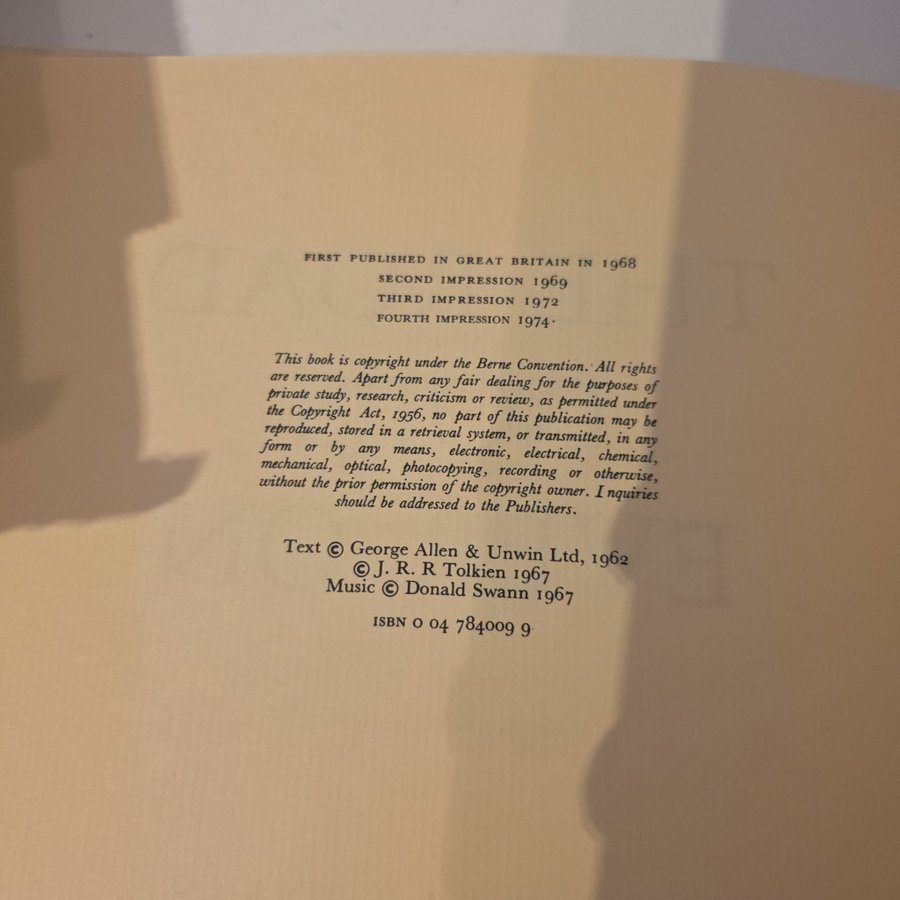 FIRST PUBLISHED IN GREAT BRITAIN IN 1968
SECOND IMPRESSION 1969
THIRD IMPRESSION 1972
FOURTH IMPRESSION 1974.
This book is copyright under the Berne Convention. All rights
are reserved. Apart from any fair dealing for the purposes of
private study, research, criticism or review, as permitted under
the Copyright Act, 1956, no part of this publication may be
reproduced, stored in a retrieval system, or transmitted, in any
form or by any means, electronic, electrical, chemical,
mechanical, optical, photocopying, recording or otherwise,
without the prior permission of the copyright owner. I nquiries
should be addressed to the Publishers.
Text © George Allen & Unwin Ltd, 1962
© J. R. R Tolkien 1967
Music © Donald Swann 1967
ISBN 0 04 784009 9